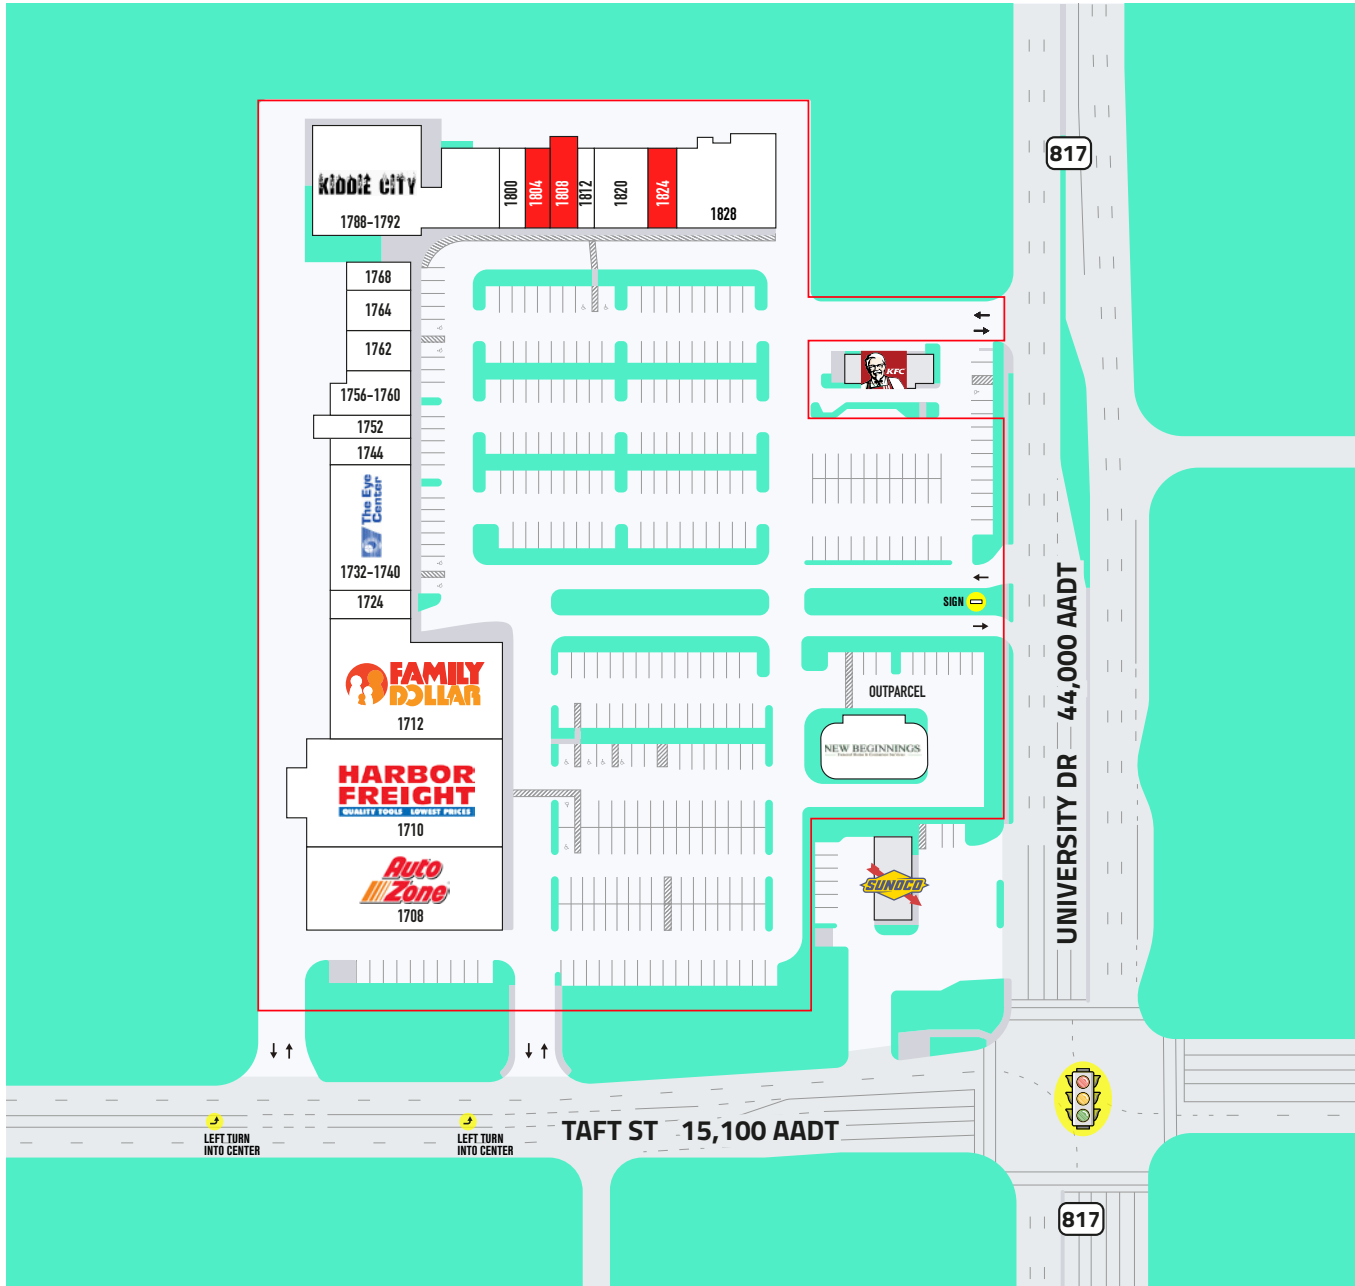 817
KIDDIE CITY
1788-1792
1800
1804
1808
1812
1820
1824
1828
1768
1764
1762
1756-1760
1752
1744
The Eye
Center
1732-1740
1724
FAMILY
DOLLAR
1712
HARBOR
FREIGHT
QUALITY TOOLS LOWEST PRICES
1710
Auto
Zone
1708
KFC
SIGN
OUTPARCEL
NEW BEGINNINGS
SUNOCO
UNIVERSITY DR 44,000 AADT
LEFT TURN
INTO CENTER
LEFT TURN
INTO CENTER
TAFT ST 15,100 AADT
817